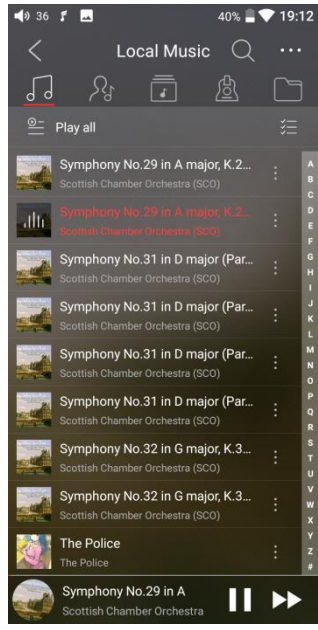 36
40%
19:12
Local Music
Play all
Symphony No.29 in A major, K.2...
Scottish Chamber Orchestra (SCO)
Symphony No.29 in A major, K.2...
Scottish Chamber Orchestra (SCO)
Symphony No.31 in D major (Par...
Scottish Chamber Orchestra (SCO)
Symphony No.31 in D major (Par...
Scottish Chamber Orchestra (SCO)
Symphony No.31 in D major (Par...
Scottish Chamber Orchestra (SCO)
Symphony No.31 in D major (Par...
Scottish Chamber Orchestra (SCO)
Symphony No.32 in G major, K.3...
Scottish Chamber Orchestra (SCO)
Symphony No.32 in G major, K.3...
Scottish Chamber Orchestra (SCO)
The Police
The Police
A
B
C
D
E
F
G
H
I
J
K
L
M
N
O
P
Q
R
S
T
U
V
W
X
Y
Z
#
Symphony No.29 in A
Scottish Chamber Orchestra